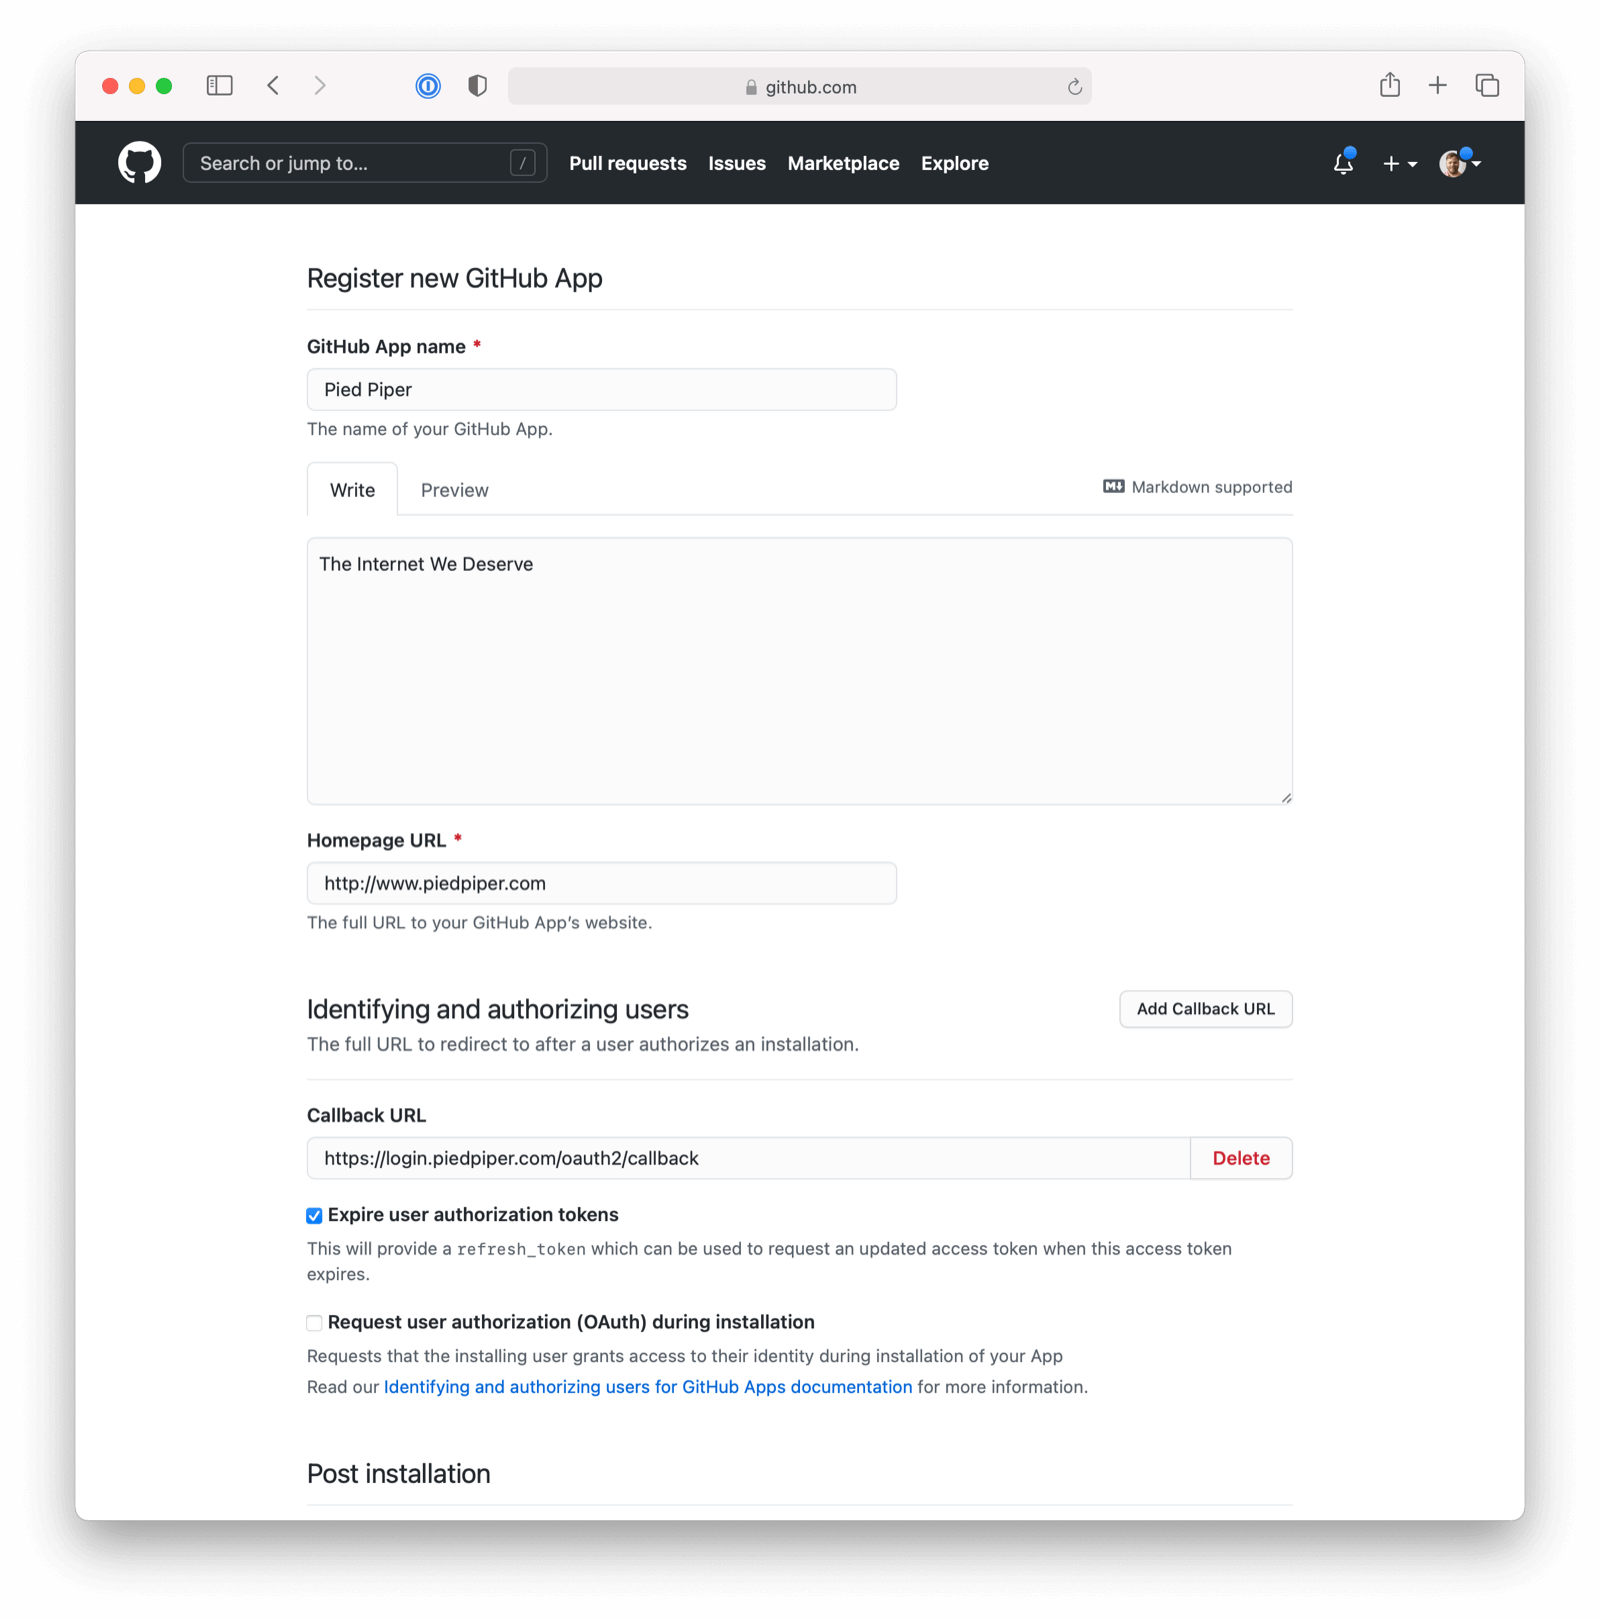 github.com
Search or jump to... /
Pull requests Issues Marketplace Explore
Register new GitHub App
GitHub App name *
Pied Piper
The name of your GitHub App.
Write Preview Markdown supported
The Internet We Deserve
Homepage URL *
http://www.piedpiper.com
The full URL to your GitHub App’s website.
Identifying and authorizing users Add Callback URL
The full URL to redirect to after a user authorizes an installation.
Callback URL
https://login.piedpiper.com/oauth2/callback Delete
Expire user authorization tokens
This will provide a refresh_token which can be used to request an updated access token when this access token
expires.
Request user authorization (OAuth) during installation
Requests that the installing user grants access to their identity during installation of your App
Read our Identifying and authorizing users for GitHub Apps documentation for more information.
Post installation